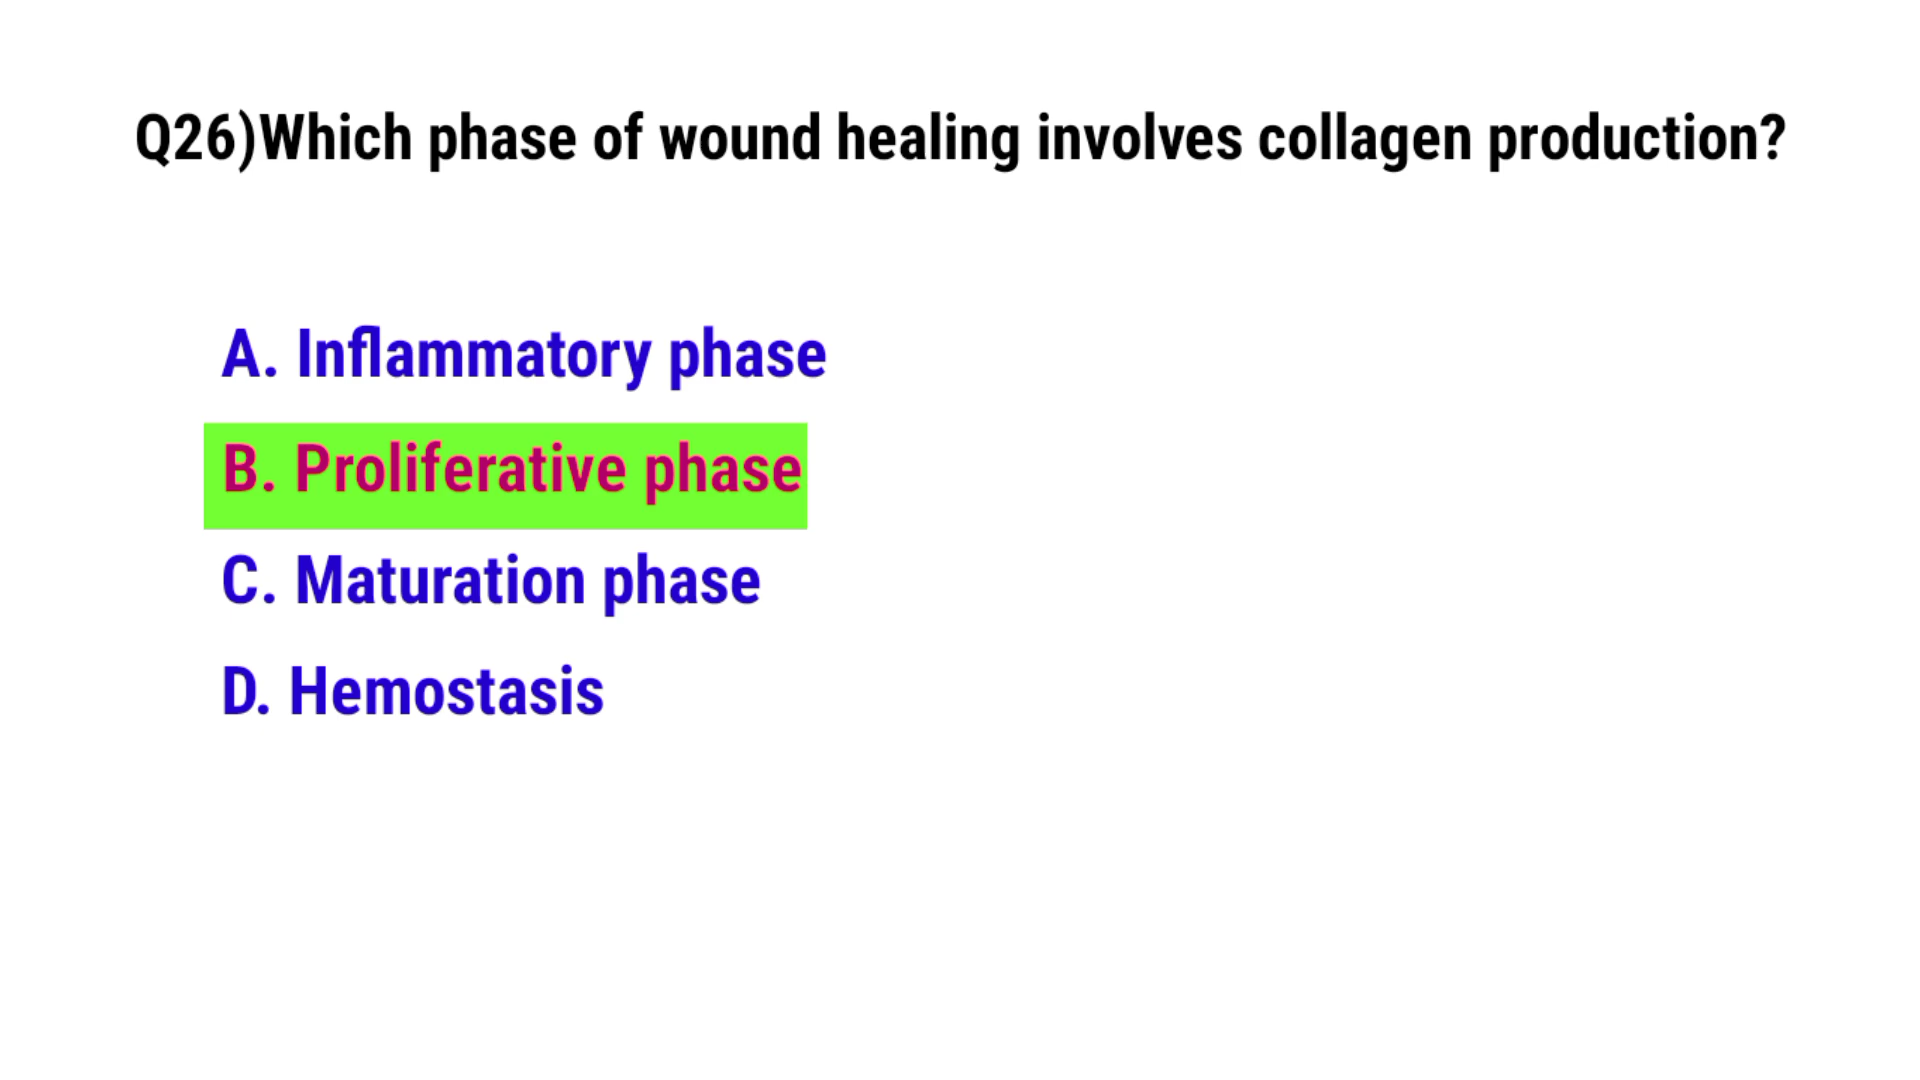 Q26)Which phase of wound healing involves collagen production?
A. Inflammatory phase
B. Proliferative phase
C. Maturation phase
D. Hemostasis